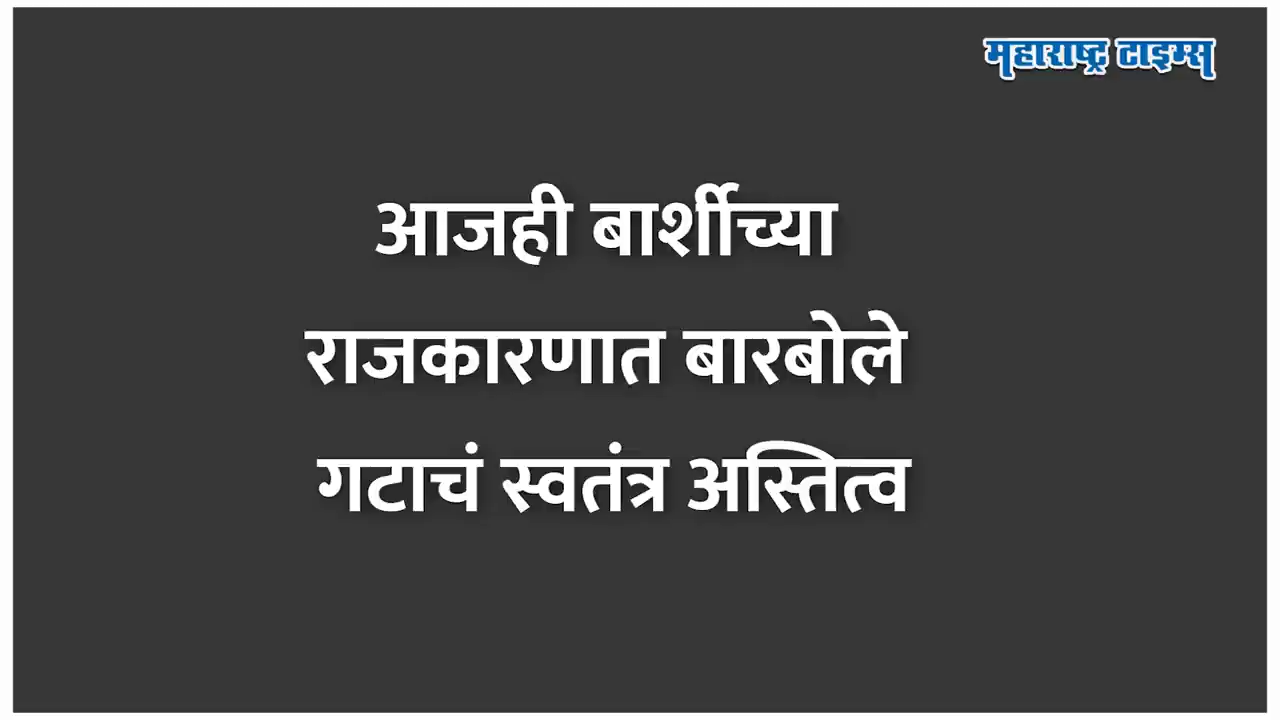 महाराष्ट्र टाइम्स
आजही बार्शीच्या
राजकारणात बारबोले
गटाचं स्वतंत्र अस्तित्व